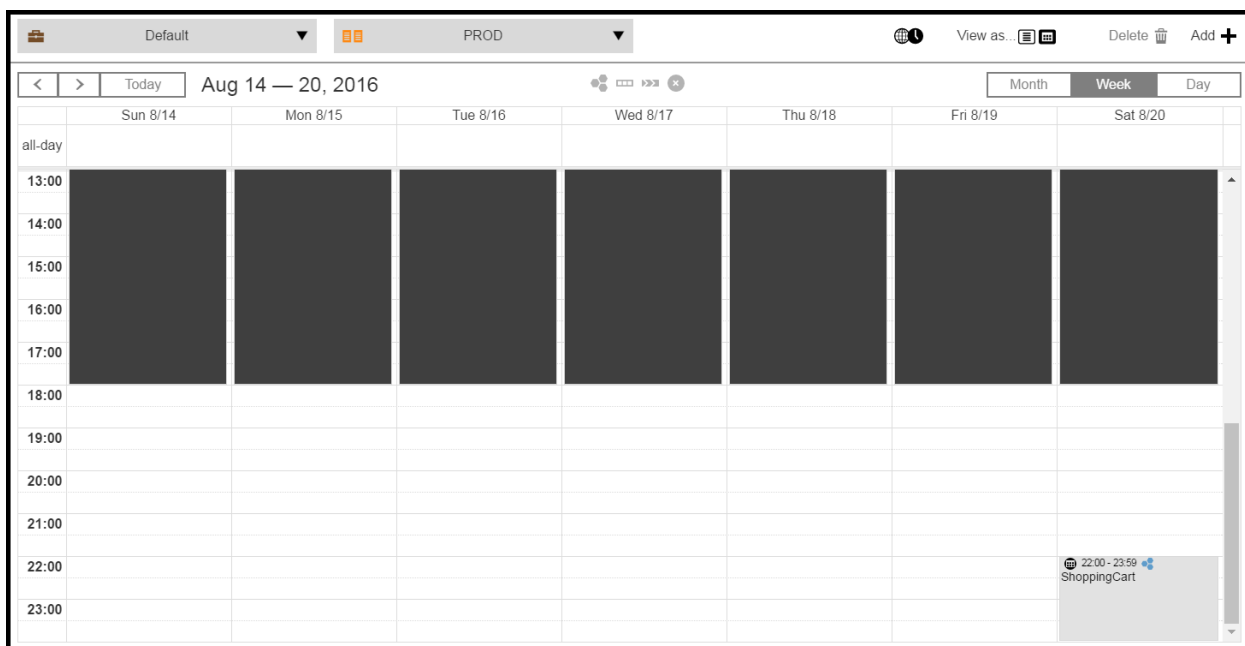 Default PROD View as... Delete Add
Today Aug 14 — 20, 2016 Month Week Day
Sun 8/14 Mon 8/15 Tue 8/16 Wed 8/17 Thu 8/18 Fri 8/19 Sat 8/20
all-day
13:00
14:00
15:00
16:00
17:00
18:00
19:00
20:00
21:00
22:00 22:00 - 23:59
ShoppingCart
23:00